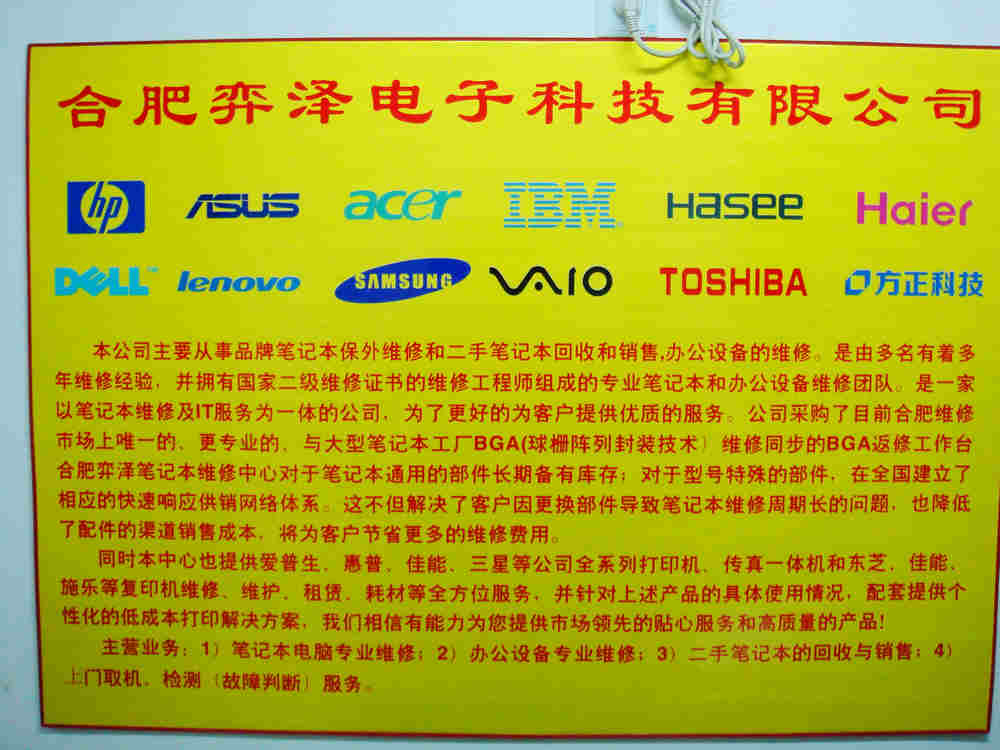 合肥弈泽电子科技有限公司
hp ASUS acer IBM Hasee Haier
DELL™ lenovo SAMSUNG VAIO TOSHIBA 方正科技
本公司主要从事品牌笔记本保外维修和二手笔记本回收和销售,办公设备的维修。是由多名有着多
年维修经验，并拥有国家二级维修证书的维修工程师组成的专业笔记本和办公设备维修团队。是一家
以笔记本维修及IT服务为一体的公司，为了更好的为客户提供优质的服务。公司采购了目前合肥维修
市场上唯一的、更专业的、与大型笔记本工厂BGA(球栅阵列封装技术）维修同步的BGA返修工作台
合肥弈泽笔记本维修中心对于笔记本通用的部件长期备有库存；对于型号特殊的部件，在全国建立了
相应的快速响应供销网络体系。这不但解决了客户因更换部件导致笔记本维修周期长的问题，也降低
了配件的渠道销售成本，将为客户节省更多的维修费用。
同时本中心也提供爱普生、惠普、佳能、三星等公司全系列打印机、传真一体机和东芝、佳能、
施乐等复印机维修、维护、租赁、耗材等全方位服务，并针对上述产品的具体使用情况，配套提供个
性化的低成本打印解决方案，我们相信有能力为您提供市场领先的贴心服务和高质量的产品!
主营业务：1）笔记本电脑专业维修；2）办公设备专业维修；3）二手笔记本的回收与销售；4）
上门取机、检测（故障判断）服务。